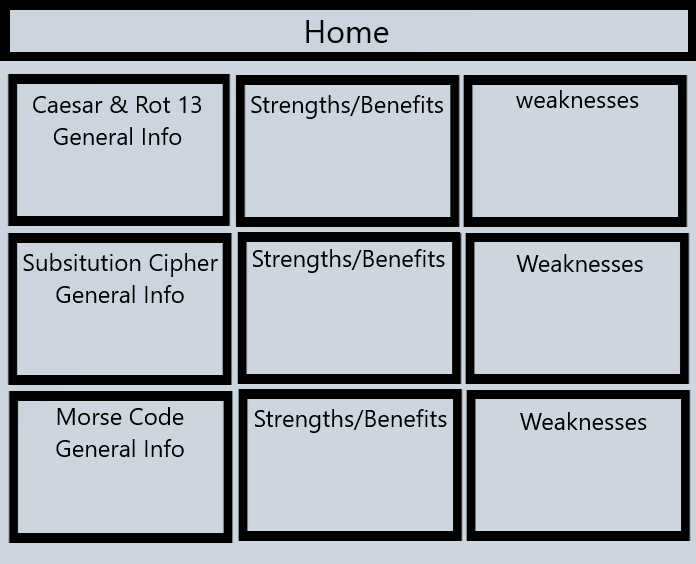 Home
Caesar & Rot 13
General Info
Strengths/Benefits
weaknesses
Subsitution Cipher
General Info
Strengths/Benefits
Weaknesses
Morse Code
General Info
Strengths/Benefits
Weaknesses